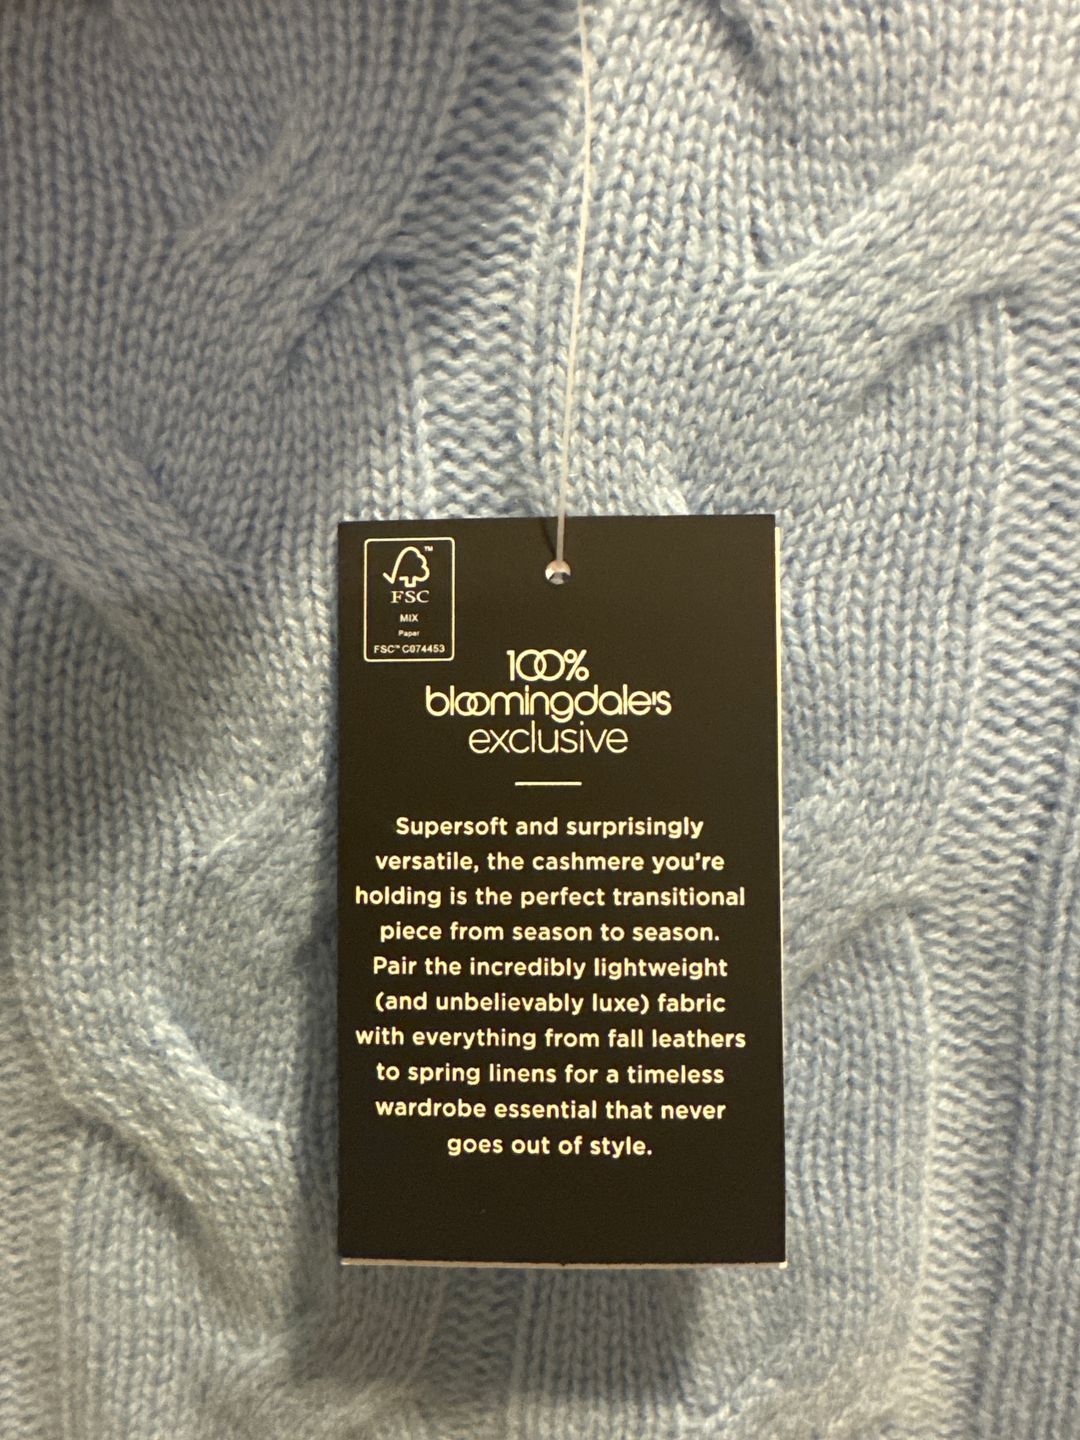 FSC™
MIX
Paper
FSC™ C074453
100%
bloomingdale's
exclusive
Supersoft and surprisingly
versatile, the cashmere you're
holding is the perfect transitional
piece from season to season.
Pair the incredibly lightweight
(and unbelievably luxe) fabric
with everything from fall leathers
to spring linens for a timeless
wardrobe essential that never
goes out of style.